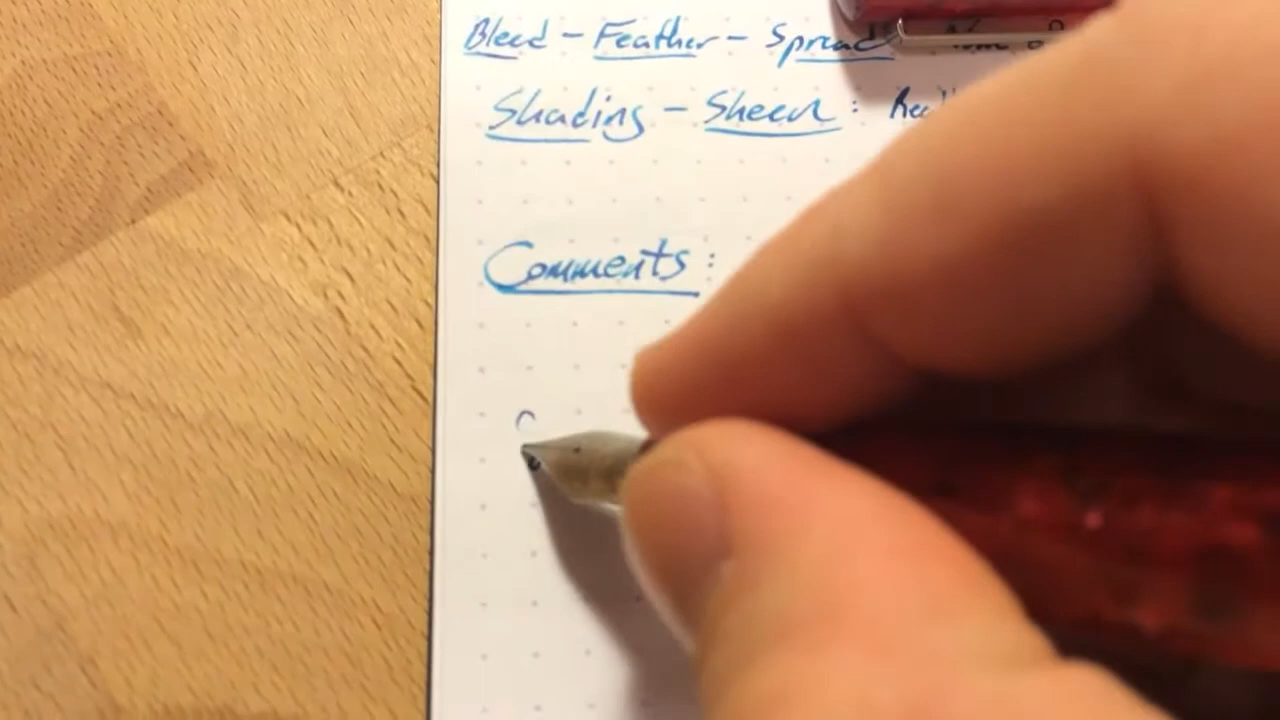 Bleed - Feather - Spread
Shading - Sheen :
Comments :